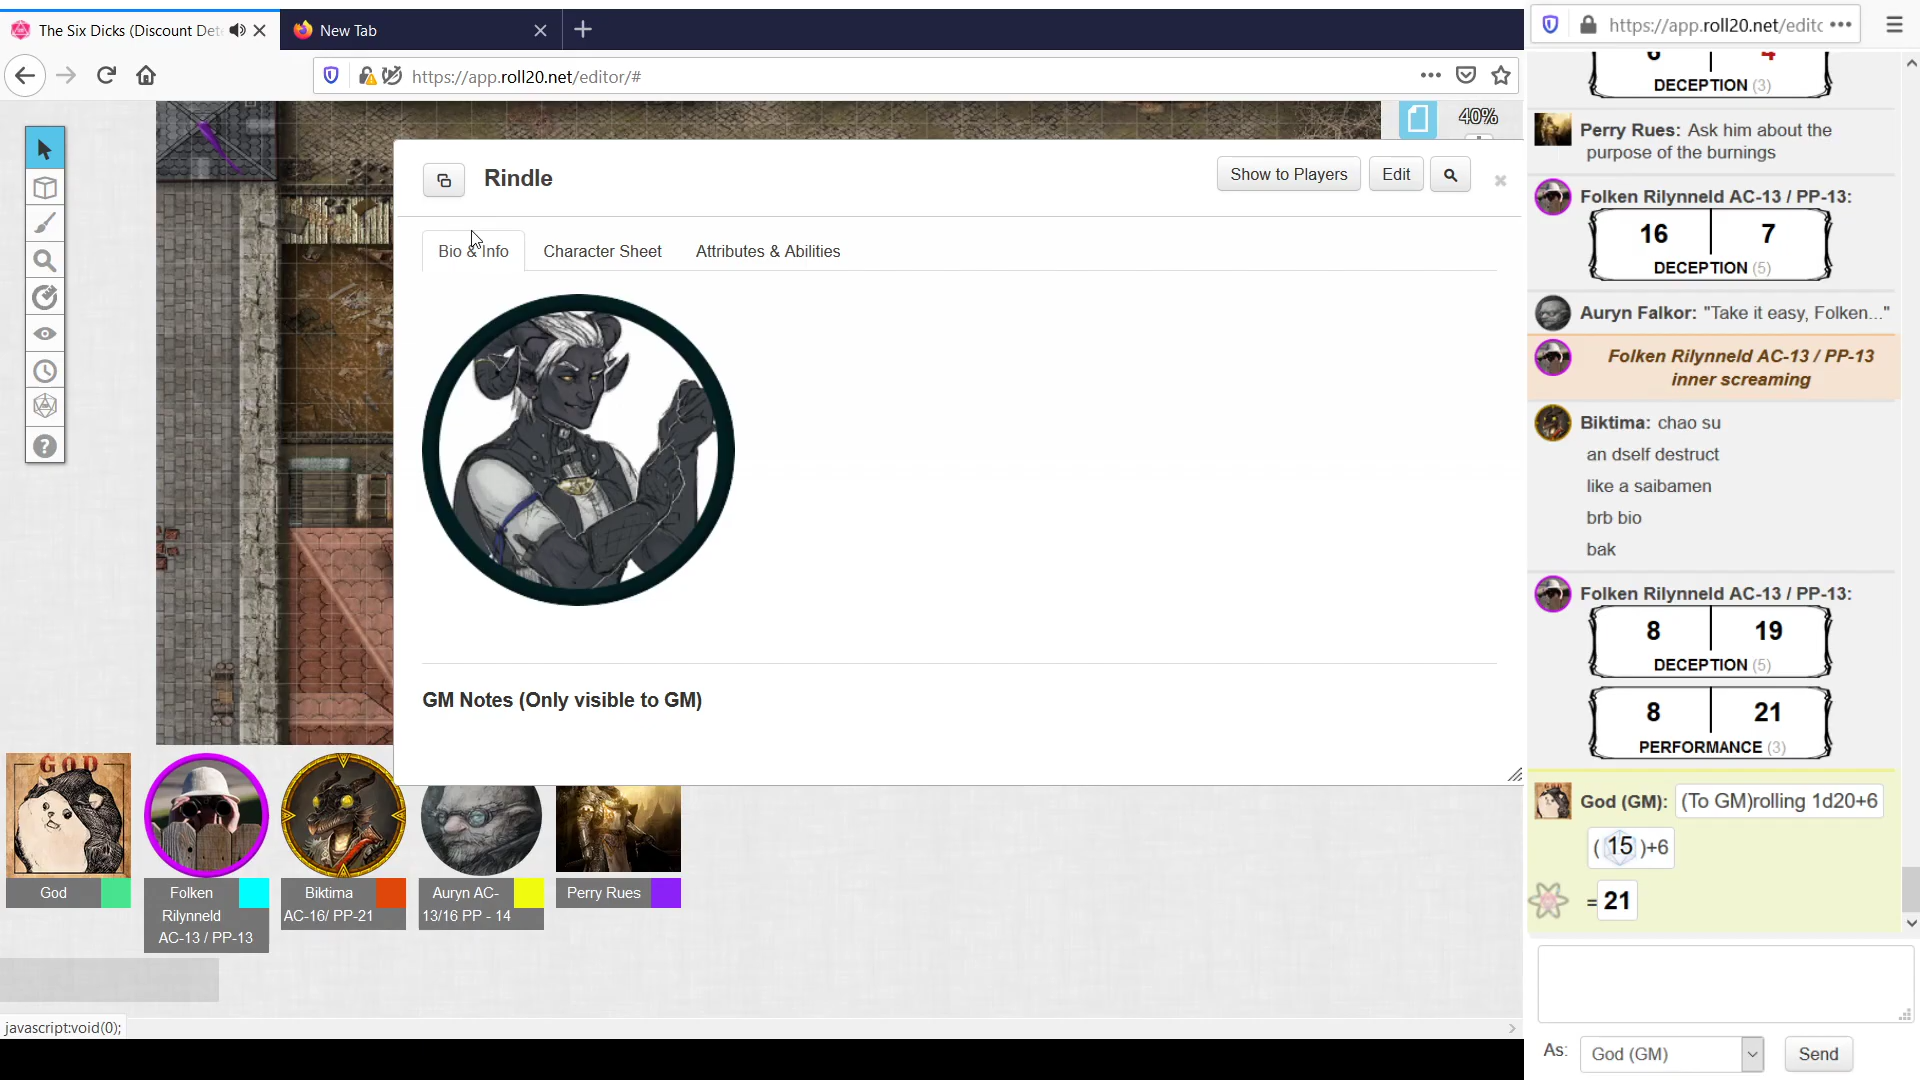 The Six Dicks (Discount Det
New Tab
https://app.roll20.net/editor/#
40%
Rindle
Show to Players
Edit
Bio & Info
Character Sheet
Attributes & Abilities
GM Notes (Only visible to GM)
GOD
God
Folken
Rilynneld
AC-13 / PP-13
Biktima
AC-16/ PP-21
Auryn AC-
13/16 PP - 14
Perry Rues
javascript:void(0);
https://app.roll20.net/editc
6 4
DECEPTION (3)
Perry Rues: Ask him about the
purpose of the burnings
Folken Rilynneld AC-13 / PP-13:
16 7
DECEPTION (5)
Auryn Falkor: "Take it easy, Folken..."
Folken Rilynneld AC-13 / PP-13
inner screaming
Biktima: chao su
an dself destruct
like a saibamen
brb bio
bak
Folken Rilynneld AC-13 / PP-13:
8 19
DECEPTION (5)
8 21
PERFORMANCE (3)
God (GM): (To GM)rolling 1d20+6
(15)+6
=21
As: God (GM)
Send